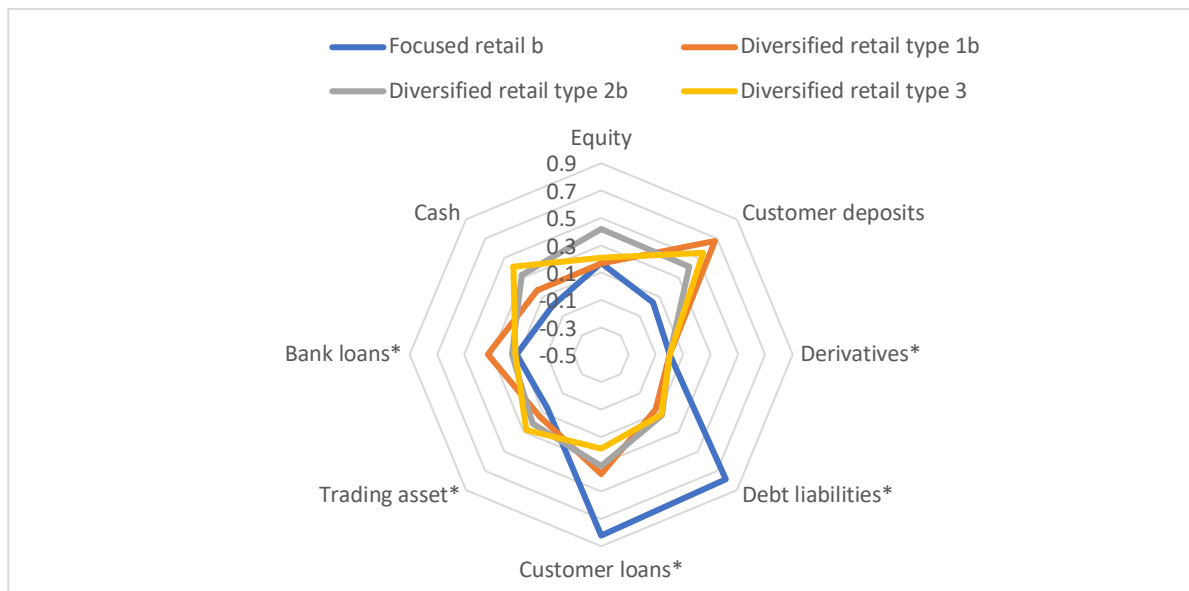 Focused retail b
Diversified retail type 1b
Diversified retail type 2b
Diversified retail type 3
Equity
0.9
0.7
0.5
0.3
0.1
-0.1
-0.3
-0.5
Cash
Customer deposits
Bank loans*
Derivatives*
Trading asset*
Debt liabilities*
Customer loans*